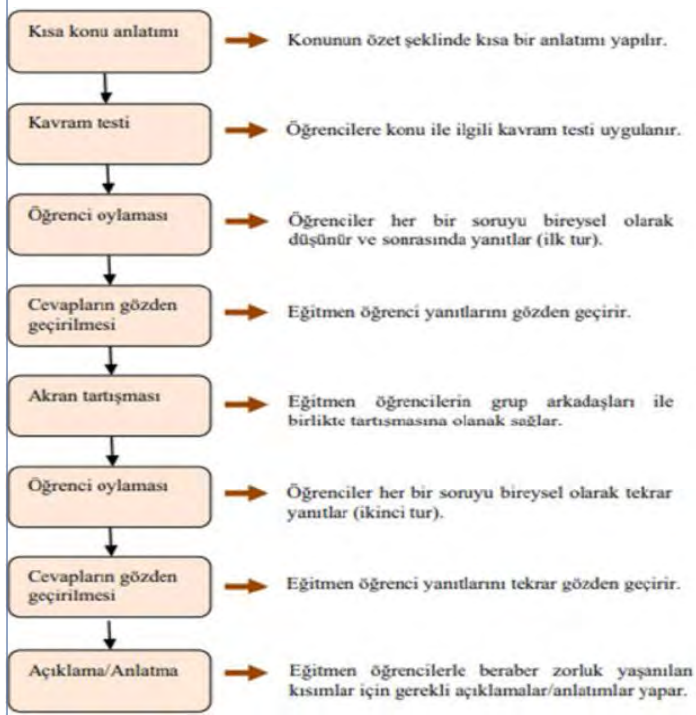 Kısa konu anlatımı
Konunun özet şeklinde kısa bir anlatımı yapılır.
Kavram testi
Öğrencilere konu ile ilgili kavram testi uygulanır.
Öğrenci oylaması
Öğrenciler her bir soruyu bireysel olarak
düşünür ve sonrasında yanıtlar (ilk tur).
Cevapların gözden
geçirilmesi
Eğitmen öğrenci yanıtlarını gözden geçirir.
Akran tartışması
Eğitmen öğrencilerin grup arkadaşları ile
birlikte tartışmasına olanak sağlar.
Öğrenci oylaması
Öğrenciler her bir soruyu bireysel olarak tekrar
yanıtlar (ikinci tur).
Cevapların gözden
geçirilmesi
Eğitmen öğrenci yanıtlarını tekrar gözden geçirir.
Açıklama/Anlatma
Eğitmen öğrencilerle beraber zorluk yaşanılan
kısımlar için gerekli açıklamalar/anlatımlar yapar.